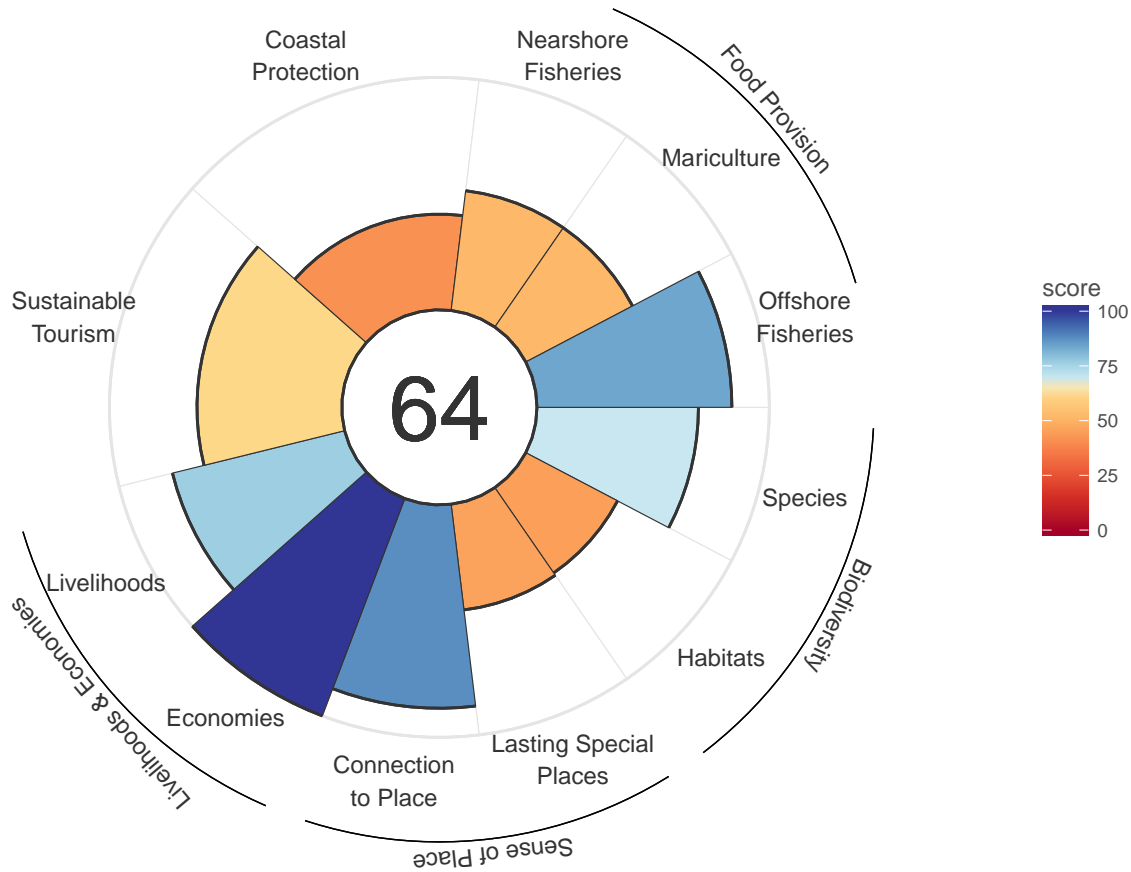 Coastal
Protection
Nearshore
Fisheries
Food Provision
Mariculture
Offshore
Fisheries
Sustainable
Tourism
64
score
100
75
50
25
0
Species
Biodiversity
Habitats
Livelihoods
Livelihoods & Economies
Economies
Lasting Special
Places
Connection
to Place
Sense of Place